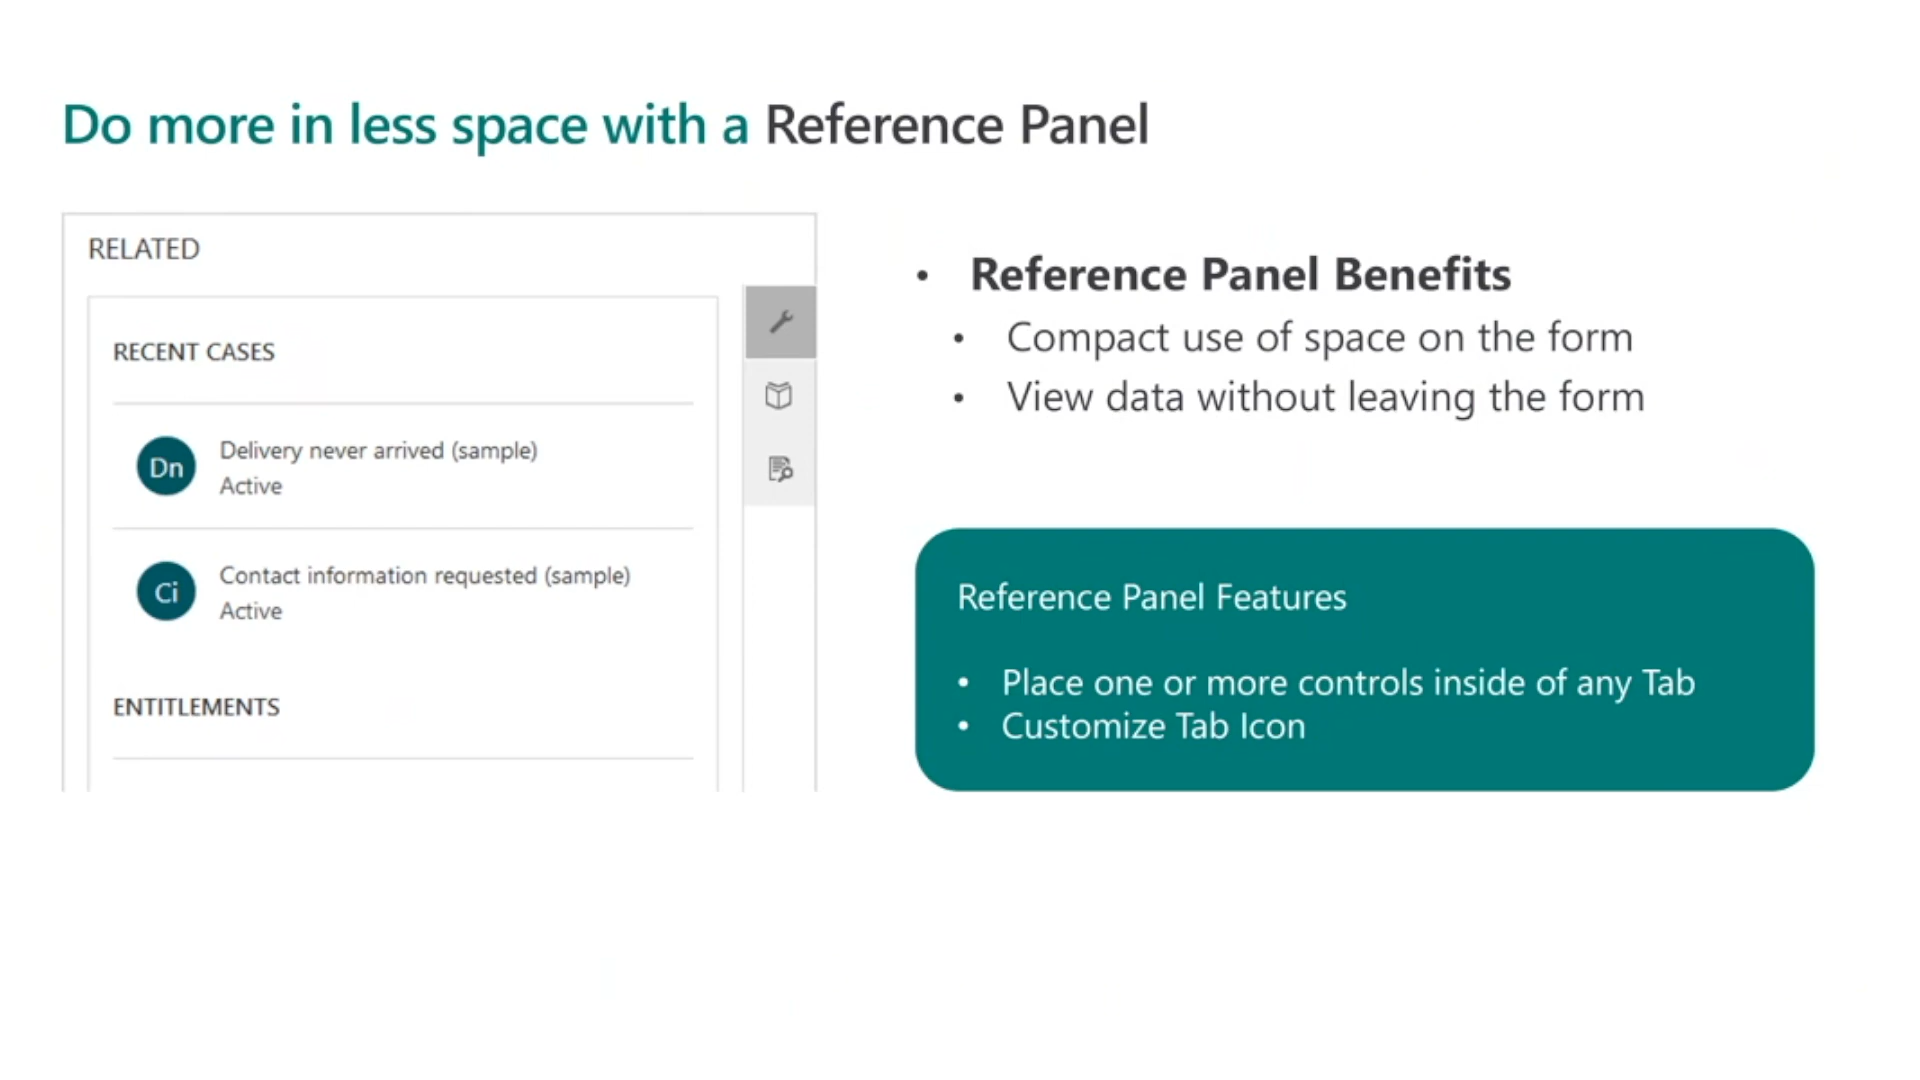 Do more in less space with a Reference Panel
RELATED
RECENT CASES
Dn
Delivery never arrived (sample)
Active
Ci
Contact information requested (sample)
Active
ENTITLEMENTS
• Reference Panel Benefits
• Compact use of space on the form
• View data without leaving the form
Reference Panel Features
• Place one or more controls inside of any Tab
• Customize Tab Icon